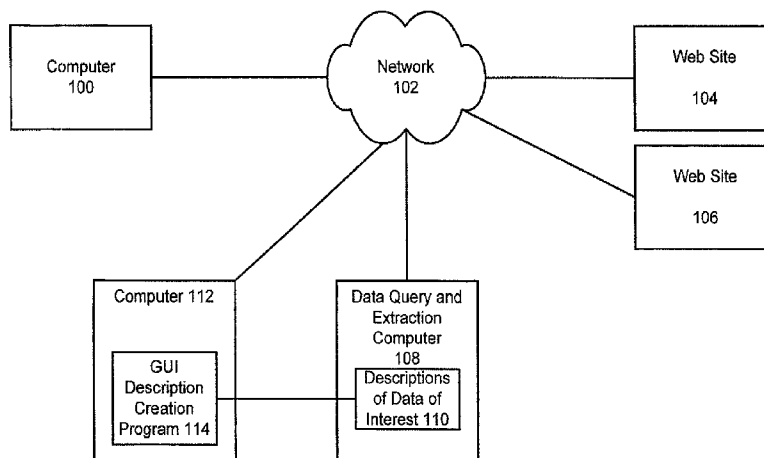 Computer
100
Network
102
Web Site
104
Web Site
106
Computer 112
GUI
Description
Creation
Program 114
Data Query and
Extraction
Computer
108
Descriptions
of Data of
Interest 110